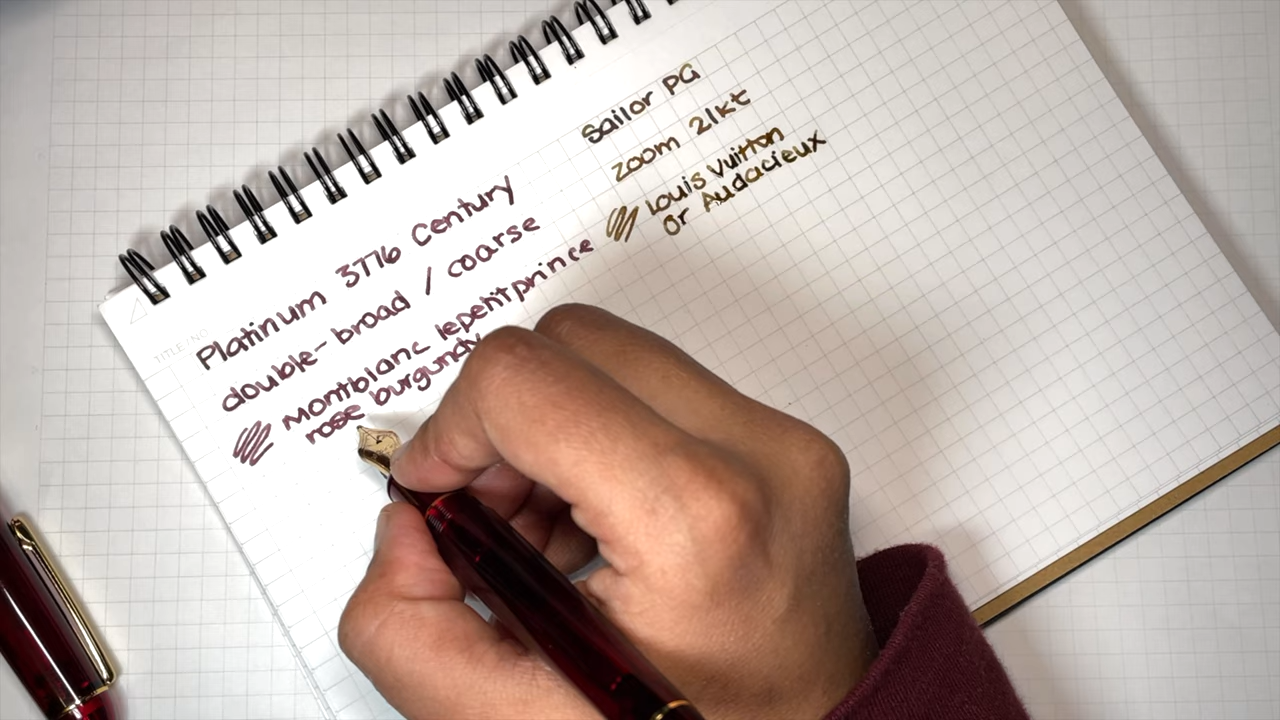 TITLE / NO.
Platinum 3776 Century
double-broad / coarse
Montblanc lepetitprince
rose burgundy
Sailor PG
zoom 21kt
Louis Vuitton
Or Audacieux